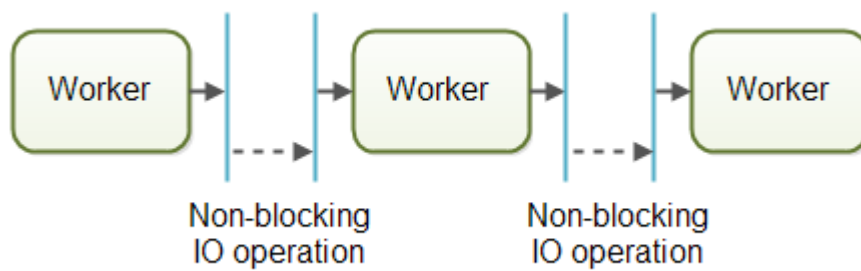 Worker
Worker
Worker
Non-blocking
IO operation
Non-blocking
IO operation